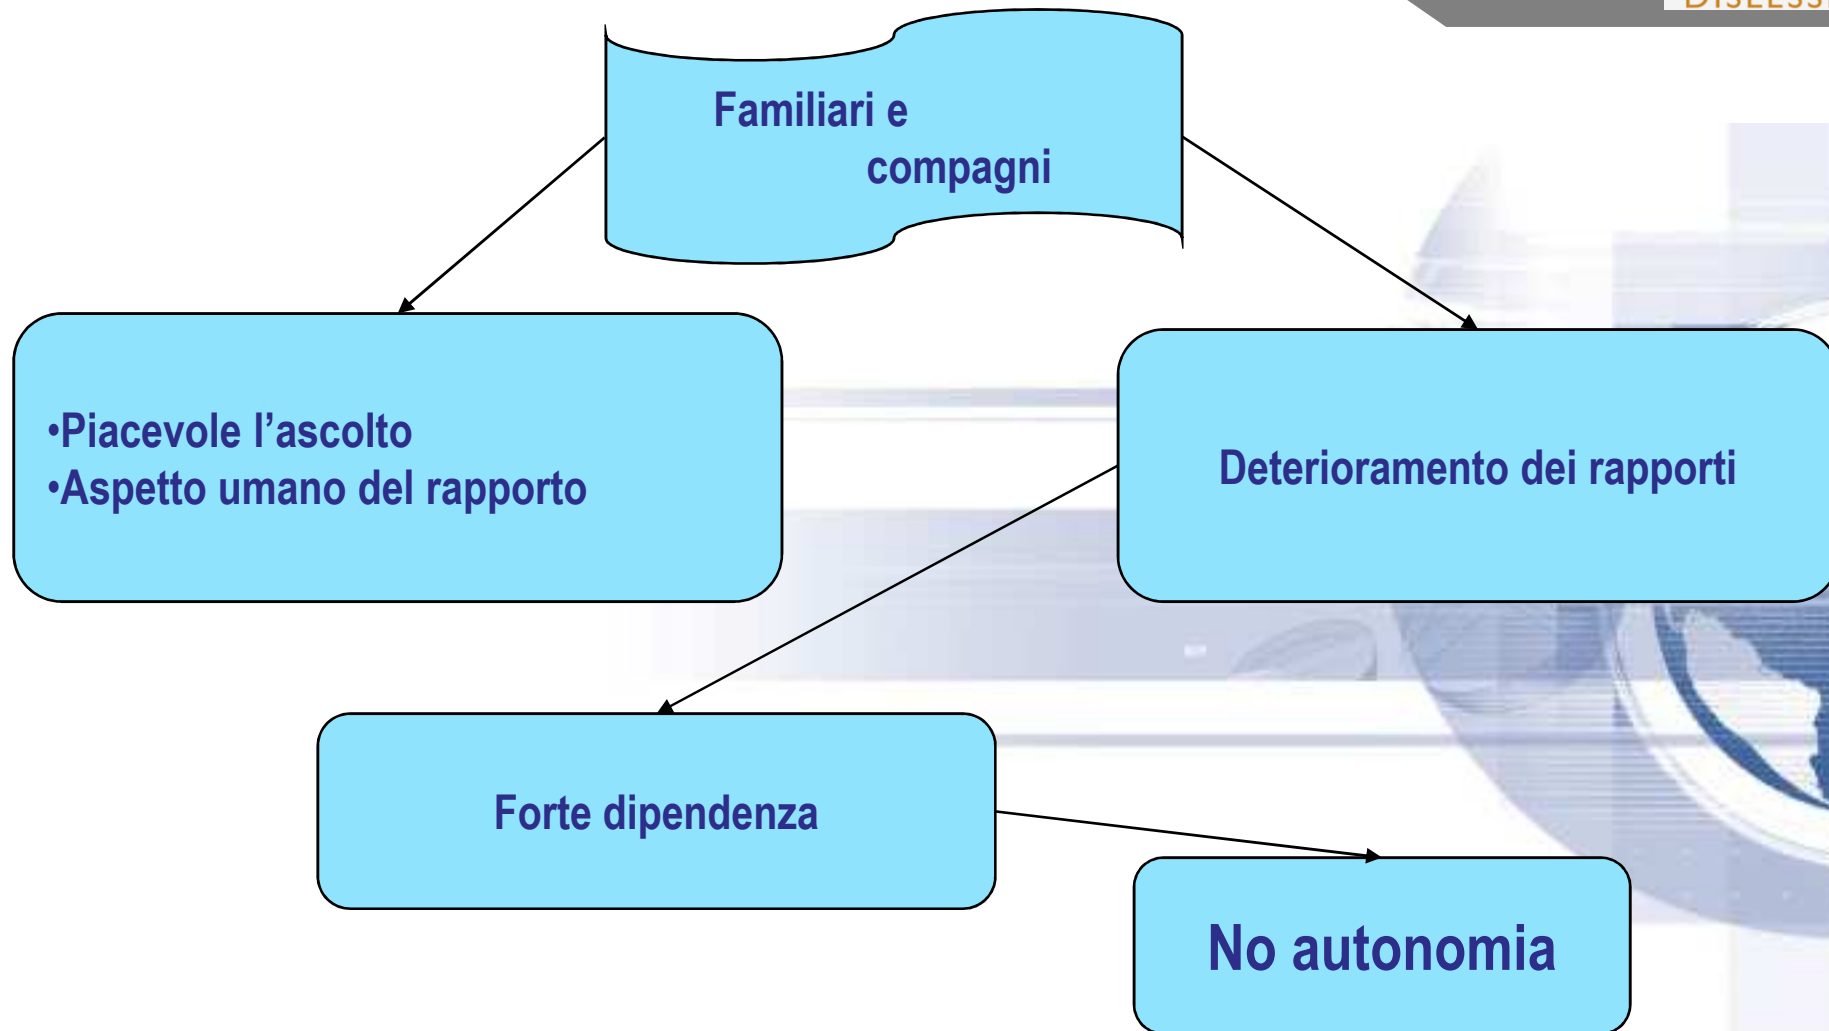 Familiari e
compagni
•Piacevole l’ascolto
•Aspetto umano del rapporto
Deterioramento dei rapporti
Forte dipendenza
No autonomia